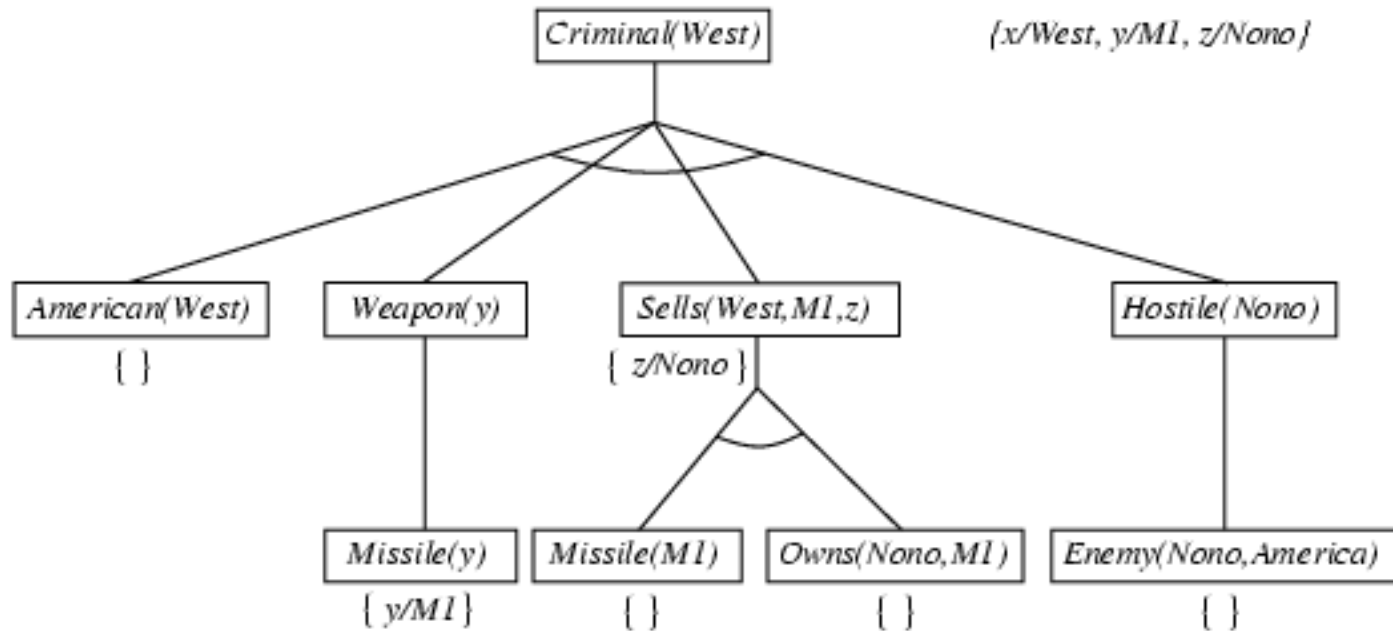 Criminal(West)
{x/West, y/M1, z/Nono}
American(West)
Weapon(y)
Sells(West,M1,z)
Hostile(Nono)
{ }
{ z/Nono }
Missile(y)
Missile(M1)
Owns(Nono,M1)
Enemy(Nono,America)
{ y/M1 }
{ }
{ }
{ }